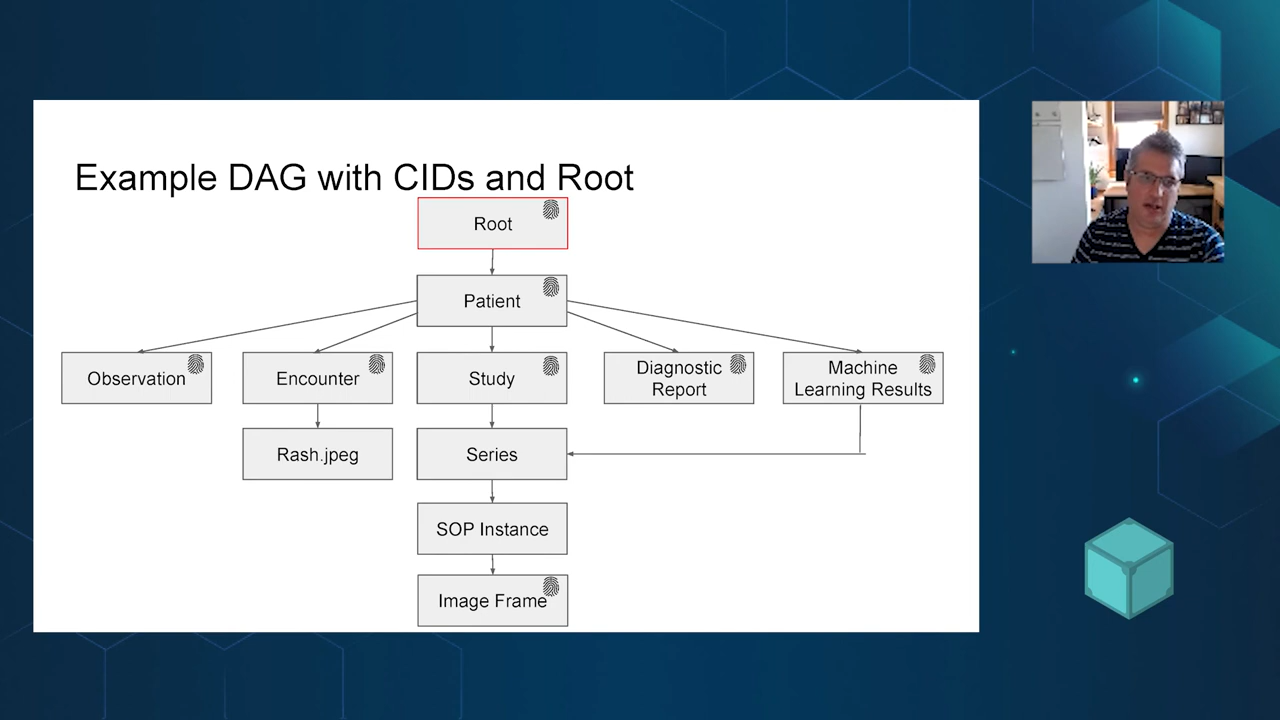 Example DAG with CIDs and Root
Root
Patient
Observation
Encounter
Study
Diagnostic
Report
Machine
Learning Results
Rash.jpeg
Series
SOP Instance
Image Frame